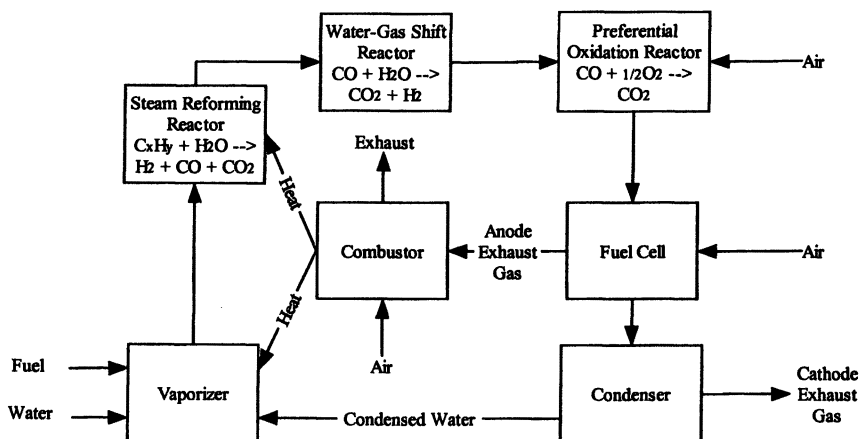 Water-Gas Shift
Reactor
CO + H2O -->
CO2 + H2
Preferential
Oxidation Reactor
CO + 1/2O2 -->
CO2
Air
Steam Reforming
Reactor
CxHy + H2O -->
H2 + CO + CO2
Exhaust
Heat
Combustor
Anode
Exhaust
Gas
Fuel Cell
Air
Heat
Air
Fuel
Water
Vaporizer
Condensed Water
Condenser
Cathode
Exhaust
Gas